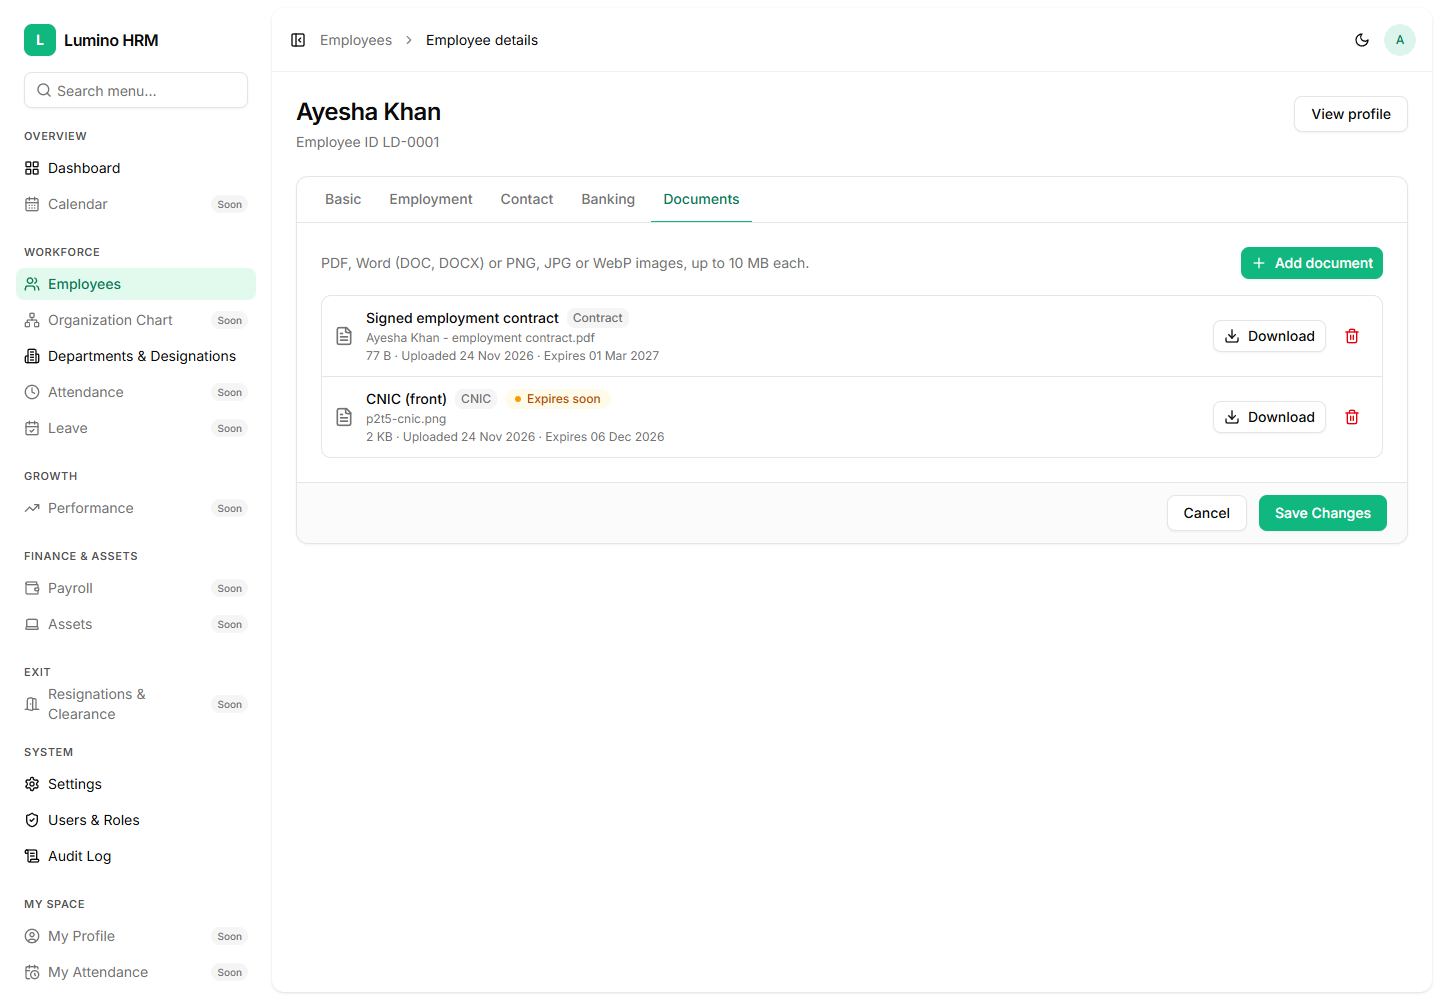 L
Lumino HRM
Search menu...
OVERVIEW
Dashboard
Calendar Soon
WORKFORCE
Employees
Organization Chart Soon
Departments & Designations
Attendance Soon
Leave Soon
GROWTH
Performance Soon
FINANCE & ASSETS
Payroll Soon
Assets Soon
EXIT
Resignations &
Clearance Soon
SYSTEM
Settings
Users & Roles
Audit Log
MY SPACE
My Profile Soon
My Attendance Soon
Employees > Employee details
A
Ayesha Khan
Employee ID LD-0001
View profile
Basic Employment Contact Banking Documents
PDF, Word (DOC, DOCX) or PNG, JPG or WebP images, up to 10 MB each.
+ Add document
Signed employment contract Contract
Ayesha Khan - employment contract.pdf
77 B · Uploaded 24 Nov 2026 · Expires 01 Mar 2027
Download
CNIC (front) CNIC Expires soon
p2t5-cnic.png
2 KB · Uploaded 24 Nov 2026 · Expires 06 Dec 2026
Download
Cancel
Save Changes